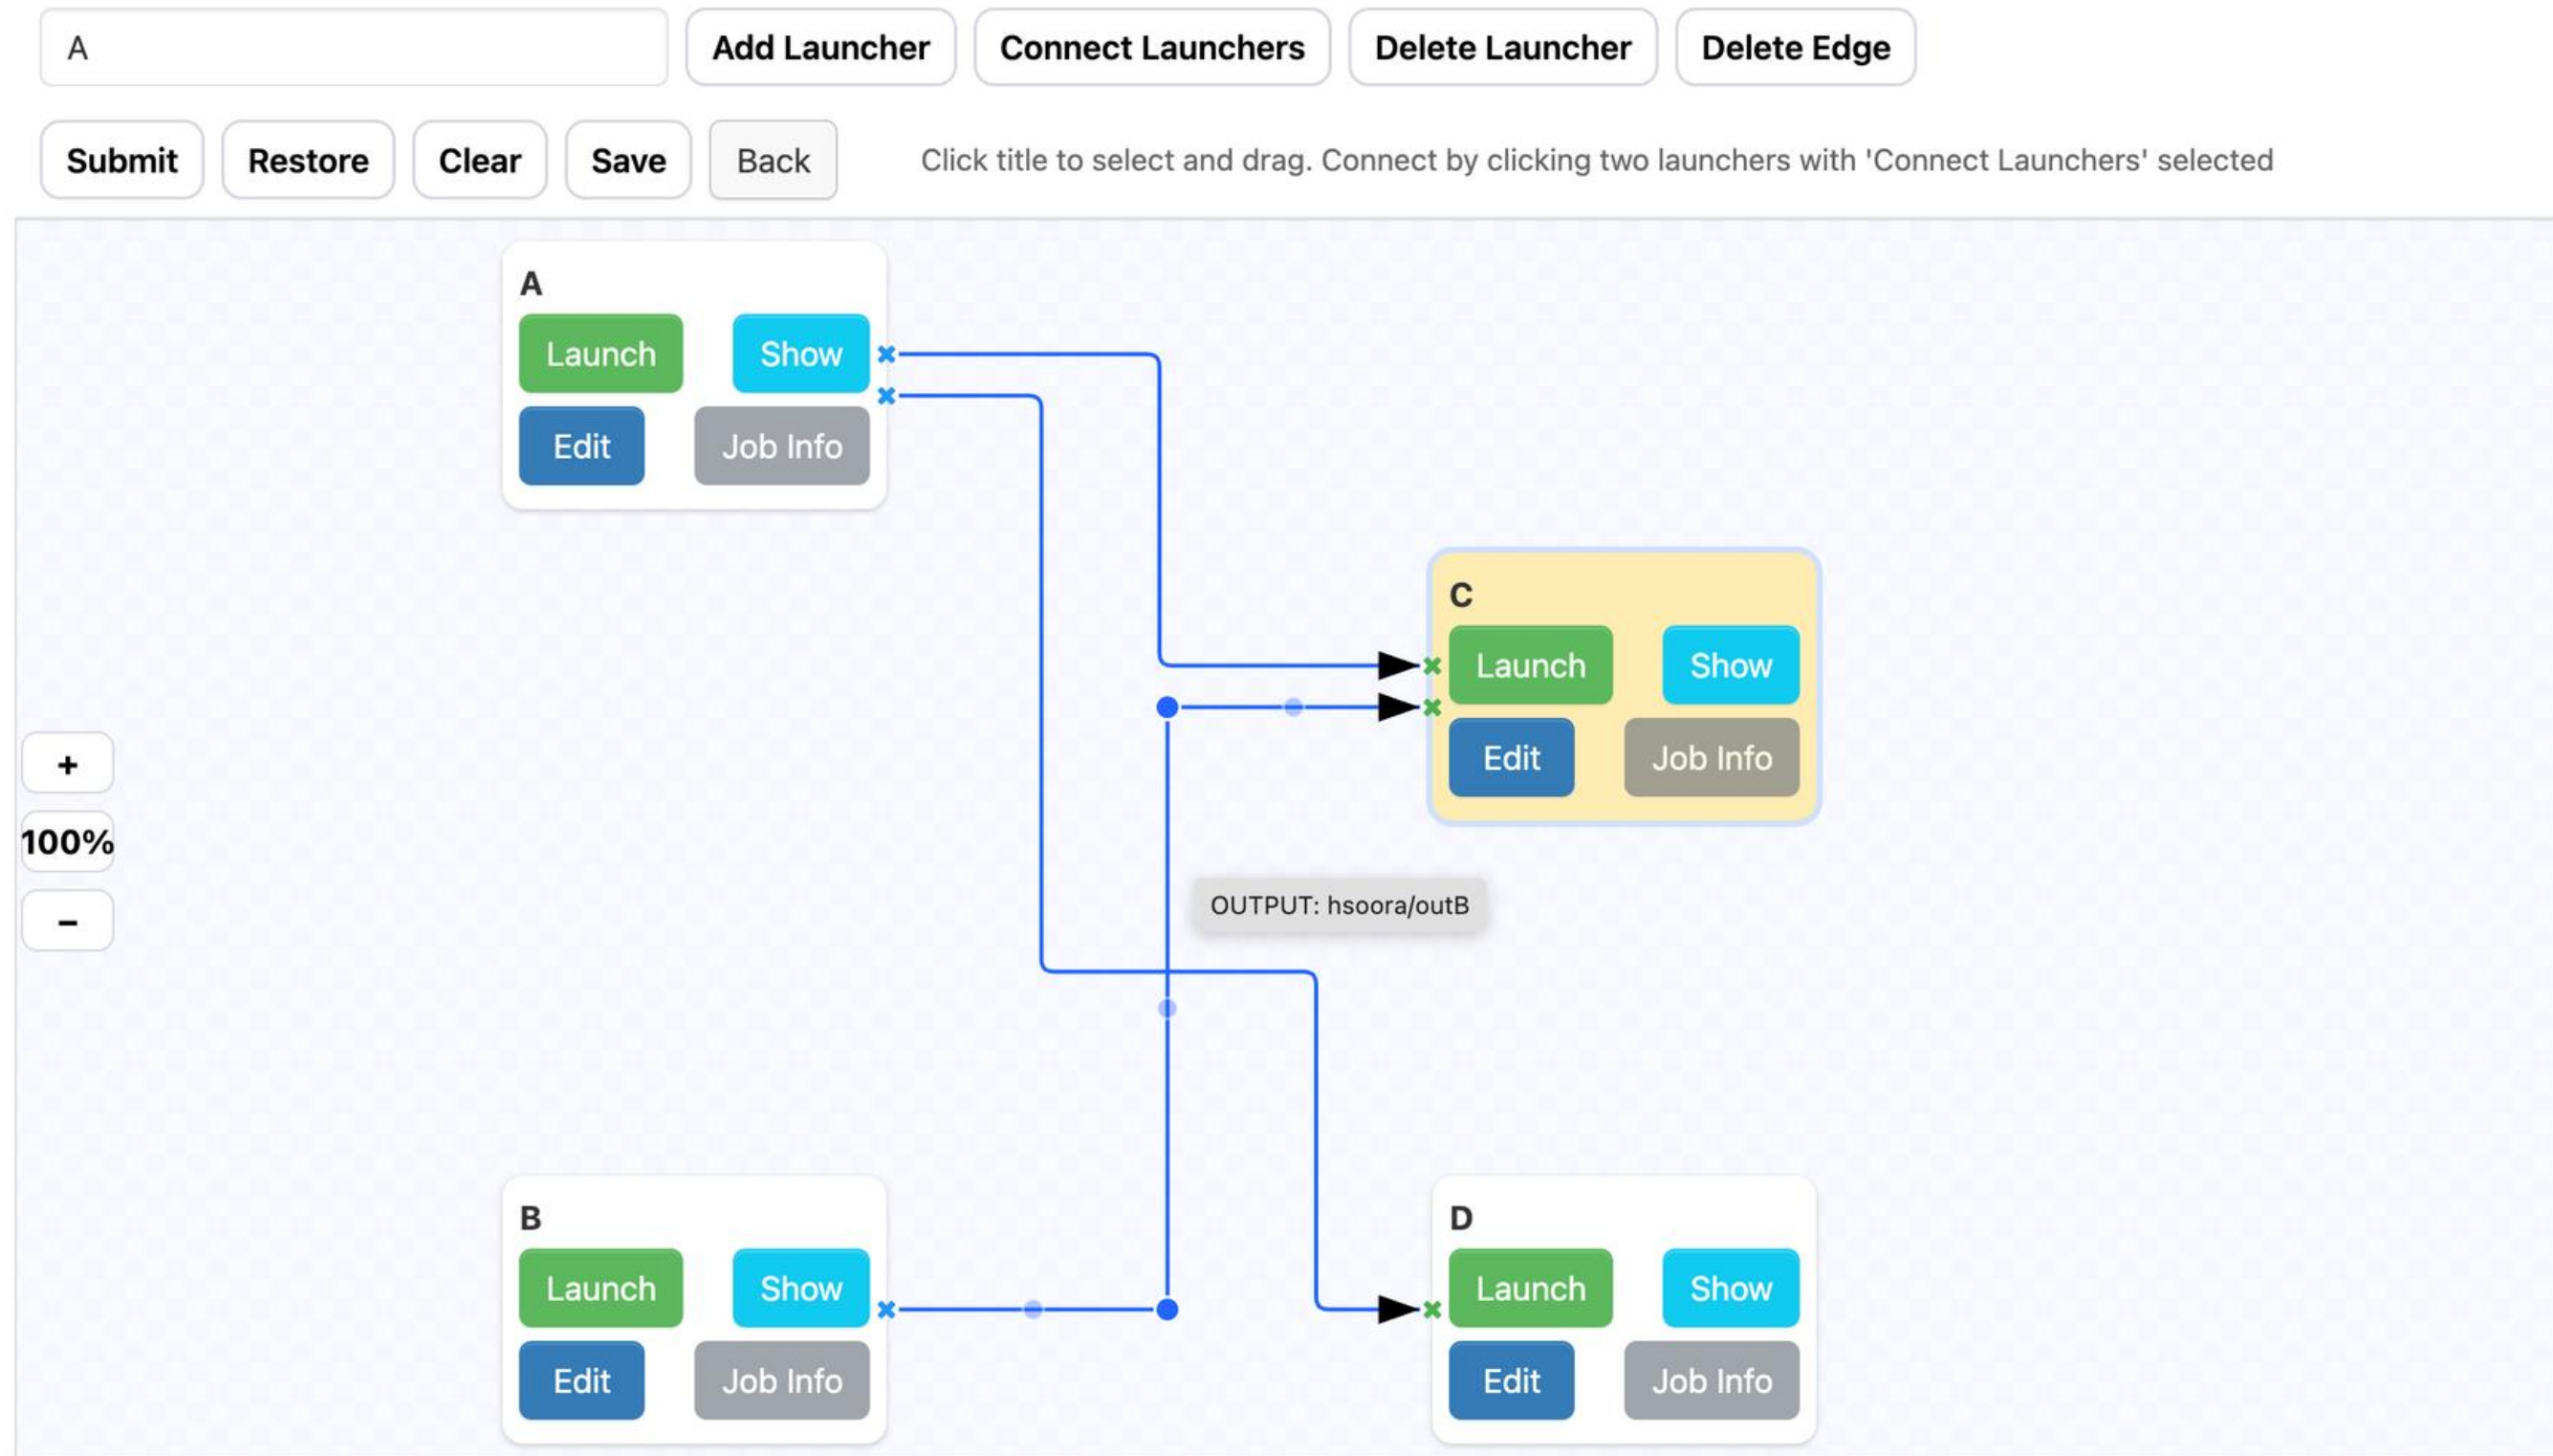 A
Add Launcher
Connect Launchers
Delete Launcher
Delete Edge
Submit
Restore
Clear
Save
Back
Click title to select and drag. Connect by clicking two launchers with 'Connect Launchers' selected
A
Launch
Show
Edit
Job Info
C
Launch
Show
Edit
Job Info
+
100%
−
OUTPUT: hsoora/outB
B
Launch
Show
Edit
Job Info
D
Launch
Show
Edit
Job Info